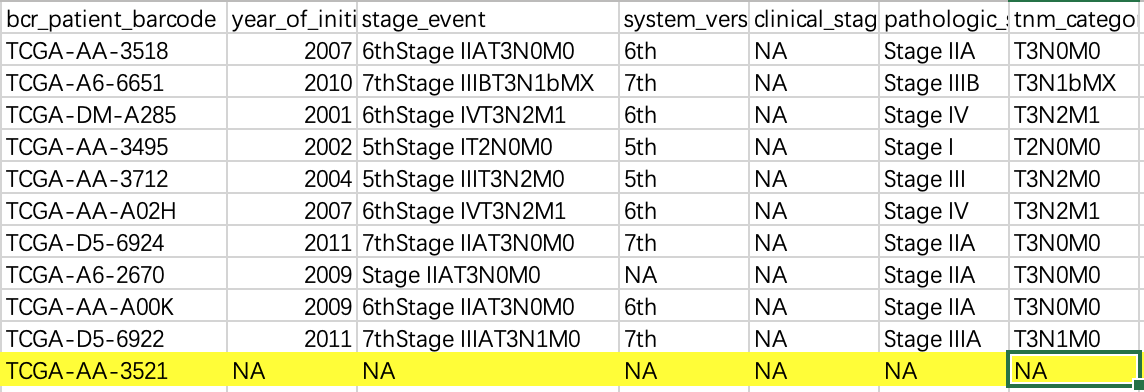 bcr_patient_barcode year_of_initi stage_event system_vers clinical_stag pathologic_s tnm_catego
TCGA-AA-3518 2007 6thStage IIAT3N0M0 6th NA Stage IIA T3N0M0
TCGA-A6-6651 2010 7thStage IIIBT3N1bMX 7th NA Stage IIIB T3N1bMX
TCGA-DM-A285 2001 6thStage IVT3N2M1 6th NA Stage IV T3N2M1
TCGA-AA-3495 2002 5thStage IT2N0M0 5th NA Stage I T2N0M0
TCGA-AA-3712 2004 5thStage IIIT3N2M0 5th NA Stage III T3N2M0
TCGA-AA-A02H 2007 6thStage IVT3N2M1 6th NA Stage IV T3N2M1
TCGA-D5-6924 2011 7thStage IIAT3N0M0 7th NA Stage IIA T3N0M0
TCGA-A6-2670 2009 Stage IIAT3N0M0 NA NA Stage IIA T3N0M0
TCGA-AA-A00K 2009 6thStage IIAT3N0M0 6th NA Stage IIA T3N0M0
TCGA-D5-6922 2011 7thStage IIIAT3N1M0 7th NA Stage IIIA T3N1M0
TCGA-AA-3521 NA NA NA NA NA NA